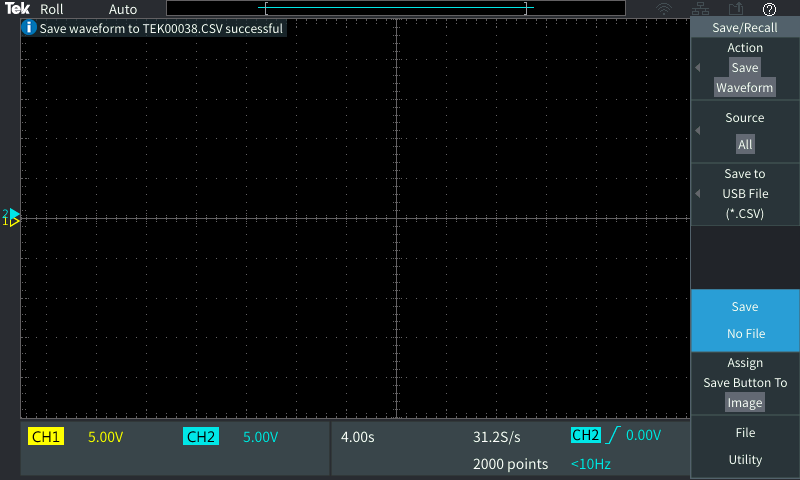 Tek Roll Auto
Save/Recall
i Save waveform to TEK00038.CSV successful
Action
Save
Waveform
Source
All
Save to
USB File
(*.CSV)
2
1
Save
No File
Assign
Save Button To
Image
File
Utility
CH1 5.00V CH2 5.00V 4.00s 31.2S/s CH2 0.00V
2000 points <10Hz